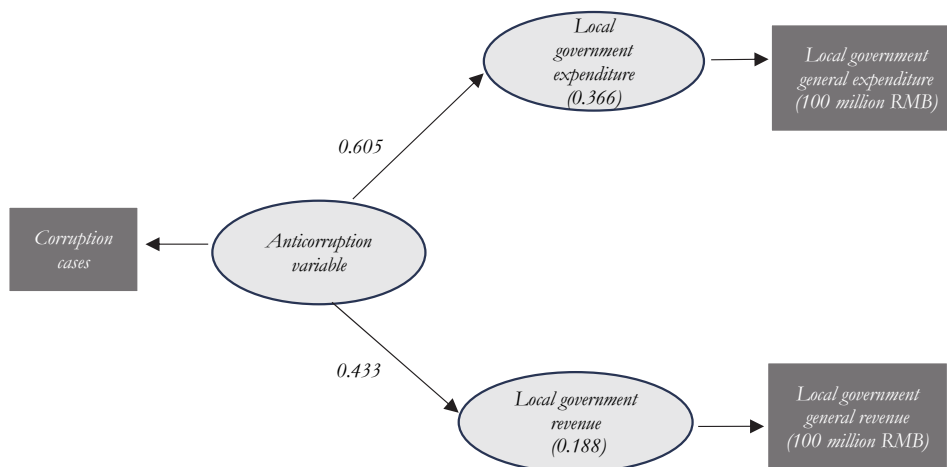 Local
government
expenditure
(0.366)
Local government
general expenditure
(100 million RMB)
0.605
Corruption
cases
Anticorruption
variable
0.433
Local government
revenue
(0.188)
Local government
general revenue
(100 million RMB)